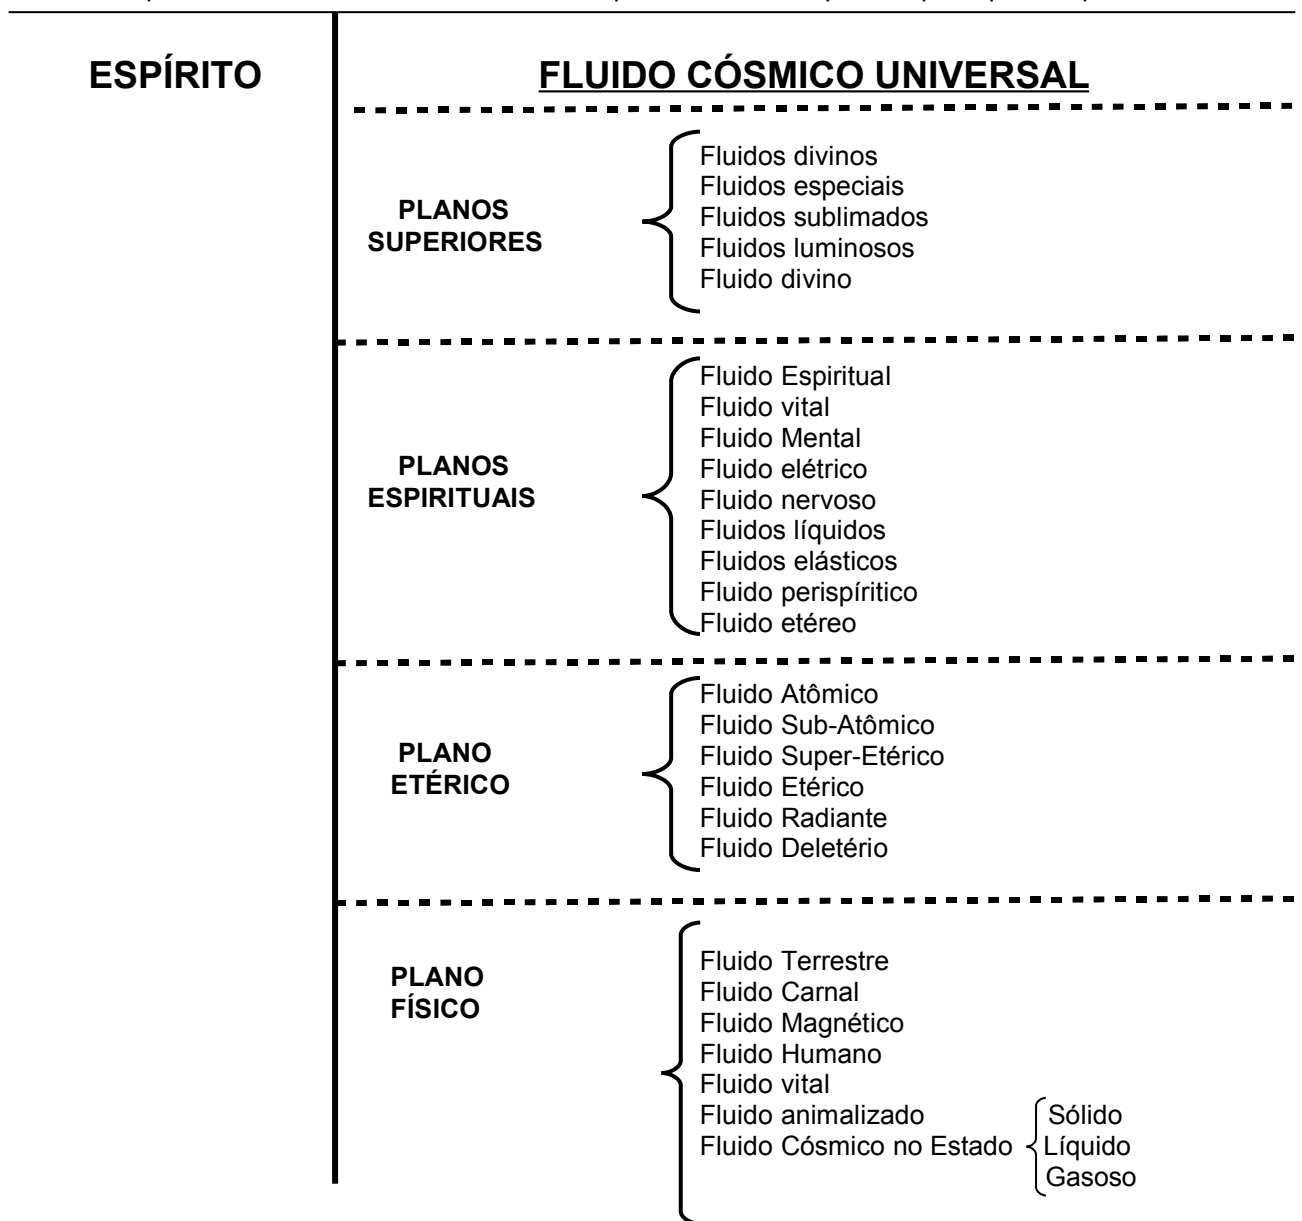 ESPÍRITO
FLUIDO CÓSMICO UNIVERSAL
PLANOS
SUPERIORES
Fluidos divinos
Fluidos especiais
Fluidos sublimados
Fluidos luminosos
Fluido divino
PLANOS
ESPIRITUAIS
Fluido Espiritual
Fluido vital
Fluido Mental
Fluido elétrico
Fluido nervoso
Fluidos líquidos
Fluidos elásticos
Fluido perispíritico
Fluido etéreo
PLANO
ETÉRICO
Fluido Atômico
Fluido Sub-Atômico
Fluido Super-Etérico
Fluido Etérico
Fluido Radiante
Fluido Deletério
PLANO
FÍSICO
Fluido Terrestre
Fluido Carnal
Fluido Magnético
Fluido Humano
Fluido vital
Fluido animalizado
Fluido Cósmico no Estado
Sólido
Líquido
Gasoso